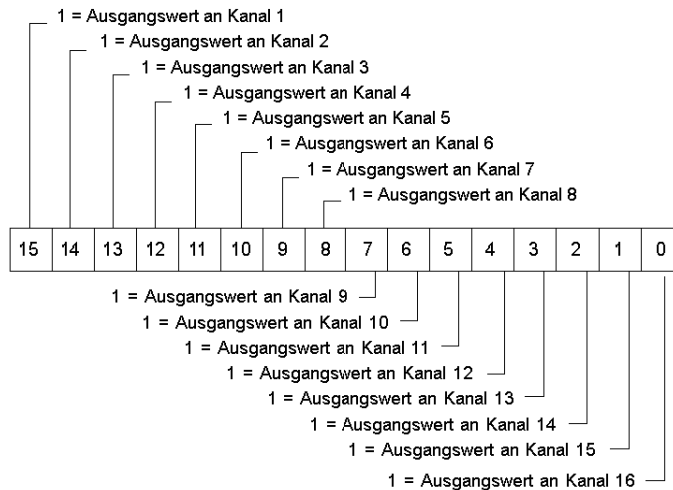 1 = Ausgangswert an Kanal 1
1 = Ausgangswert an Kanal 2
1 = Ausgangswert an Kanal 3
1 = Ausgangswert an Kanal 4
1 = Ausgangswert an Kanal 5
1 = Ausgangswert an Kanal 6
1 = Ausgangswert an Kanal 7
1 = Ausgangswert an Kanal 8
15 14 13 12 11 10 9 8 7 6 5 4 3 2 1 0
1 = Ausgangswert an Kanal 9
1 = Ausgangswert an Kanal 10
1 = Ausgangswert an Kanal 11
1 = Ausgangswert an Kanal 12
1 = Ausgangswert an Kanal 13
1 = Ausgangswert an Kanal 14
1 = Ausgangswert an Kanal 15
1 = Ausgangswert an Kanal 16